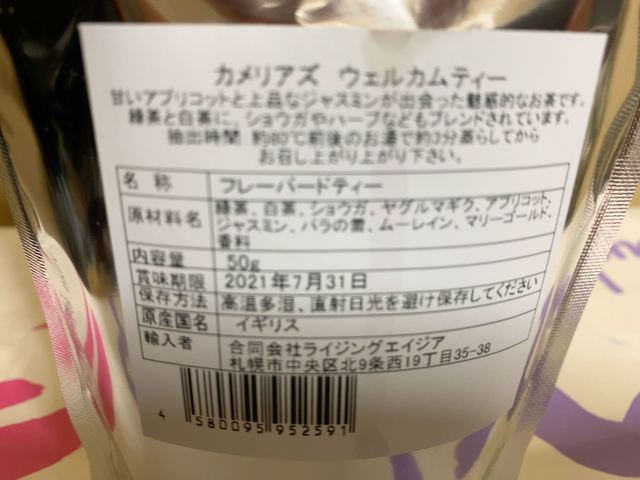 カメリアズ ウェルカムティー
甘いアプリコットと上品なジャスミンが出会った魅惑的なお茶です。
緑茶と白茶に、ショウガやハーブなどもブレンドされています。
抽出時間 約80℃前後のお湯で約3分蒸らしてから
お召し上がり上がり下さい。
名 称 フレーバードティー
原材料名 緑茶、白茶、ショウガ、ヤグルマギク、アプリコット、
ジャスミン、バラの蕾、ムーレイン、マリーゴールド、
香料
内容量 50g
賞味期限 2021年7月31日
保存方法 高温多湿、直射日光を避け保存してください
原産国名 イギリス
輸入者 合同会社ライジングエイジア
札幌市中央区北9条西19丁目35-38
4 580095 952591